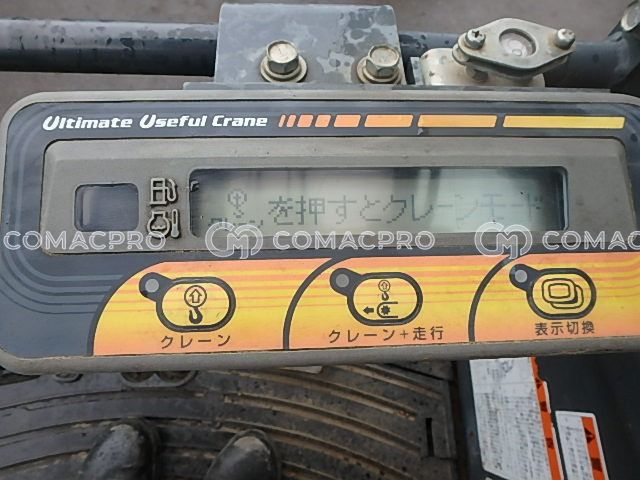 Ultimate Useful Crane
を押すとクレーンモード
COMACPRO COMACPRO COMACPRO
クレーン
クレーン+走行
表示切換